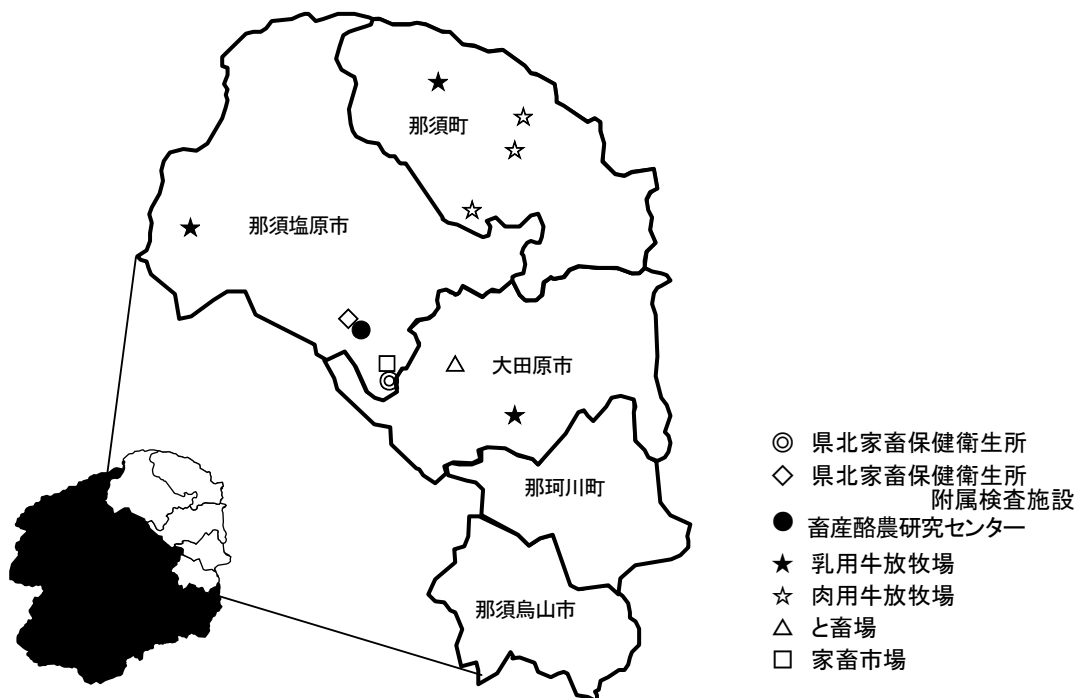 那須町
那須塩原市
大田原市
那珂川町
那須烏山市
◎ 県北家畜保健衛生所
◇ 県北家畜保健衛生所
附属検査施設
● 畜産酪農研究センター
★ 乳用牛放牧場
☆ 肉用牛放牧場
△ と畜場
□ 家畜市場